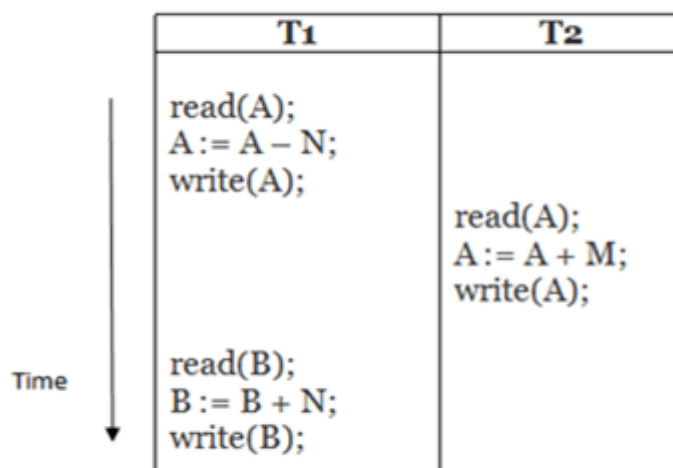 T1 T2
read(A);
A := A – N;
write(A);
read(A);
A := A + M;
write(A);
read(B);
B := B + N;
write(B);
Time